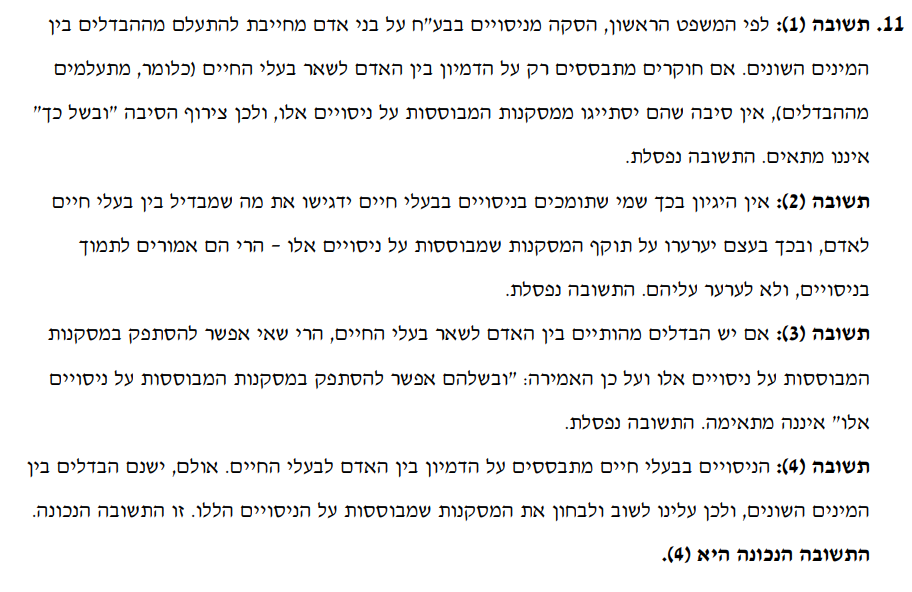 11. תשובה (1): לפי המשפט הראשון, הסקה מניסויים בבע"ח על בני אדם מחייבת להתעלם מההבדלים בין
המינים השונים. אם חוקרים מתבססים רק על הדמיון בין האדם לשאר בעלי החיים (כלומר, מתעלמים
מההבדלים), אין סיבה שהם יסתייגו ממסקנות המבוססות על ניסויים אלו, ולכן צירוף הסיבה "ובשל כך"
איננו מתאים. התשובה נפסלת.
תשובה (2): אין היגיון בכך שמי שתומכים בניסויים בבעלי חיים ידגישו את מה שמבדיל בין בעלי חיים
לאדם, ובכך בעצם יערערו על תוקף המסקנות שמבוססות על ניסויים אלו – הרי הם אמורים לתמוך
בניסויים, ולא לערער עליהם. התשובה נפסלת.
תשובה (3): אם יש הבדלים מהותיים בין האדם לשאר בעלי החיים, הרי שאי אפשר להסתפק במסקנות
המבוססות על ניסויים אלו ועל כן האמירה: "ובשלהם אפשר להסתפק במסקנות המבוססות על ניסויים
אלו" איננה מתאימה. התשובה נפסלת.
תשובה (4): הניסויים בבעלי חיים מתבססים על הדמיון בין האדם לבעלי החיים. אולם, ישנם הבדלים בין
המינים השונים, ולכן עלינו לשוב ולבחון את המסקנות שמבוססות על הניסויים הללו. זו התשובה הנכונה.
התשובה הנכונה היא (4).